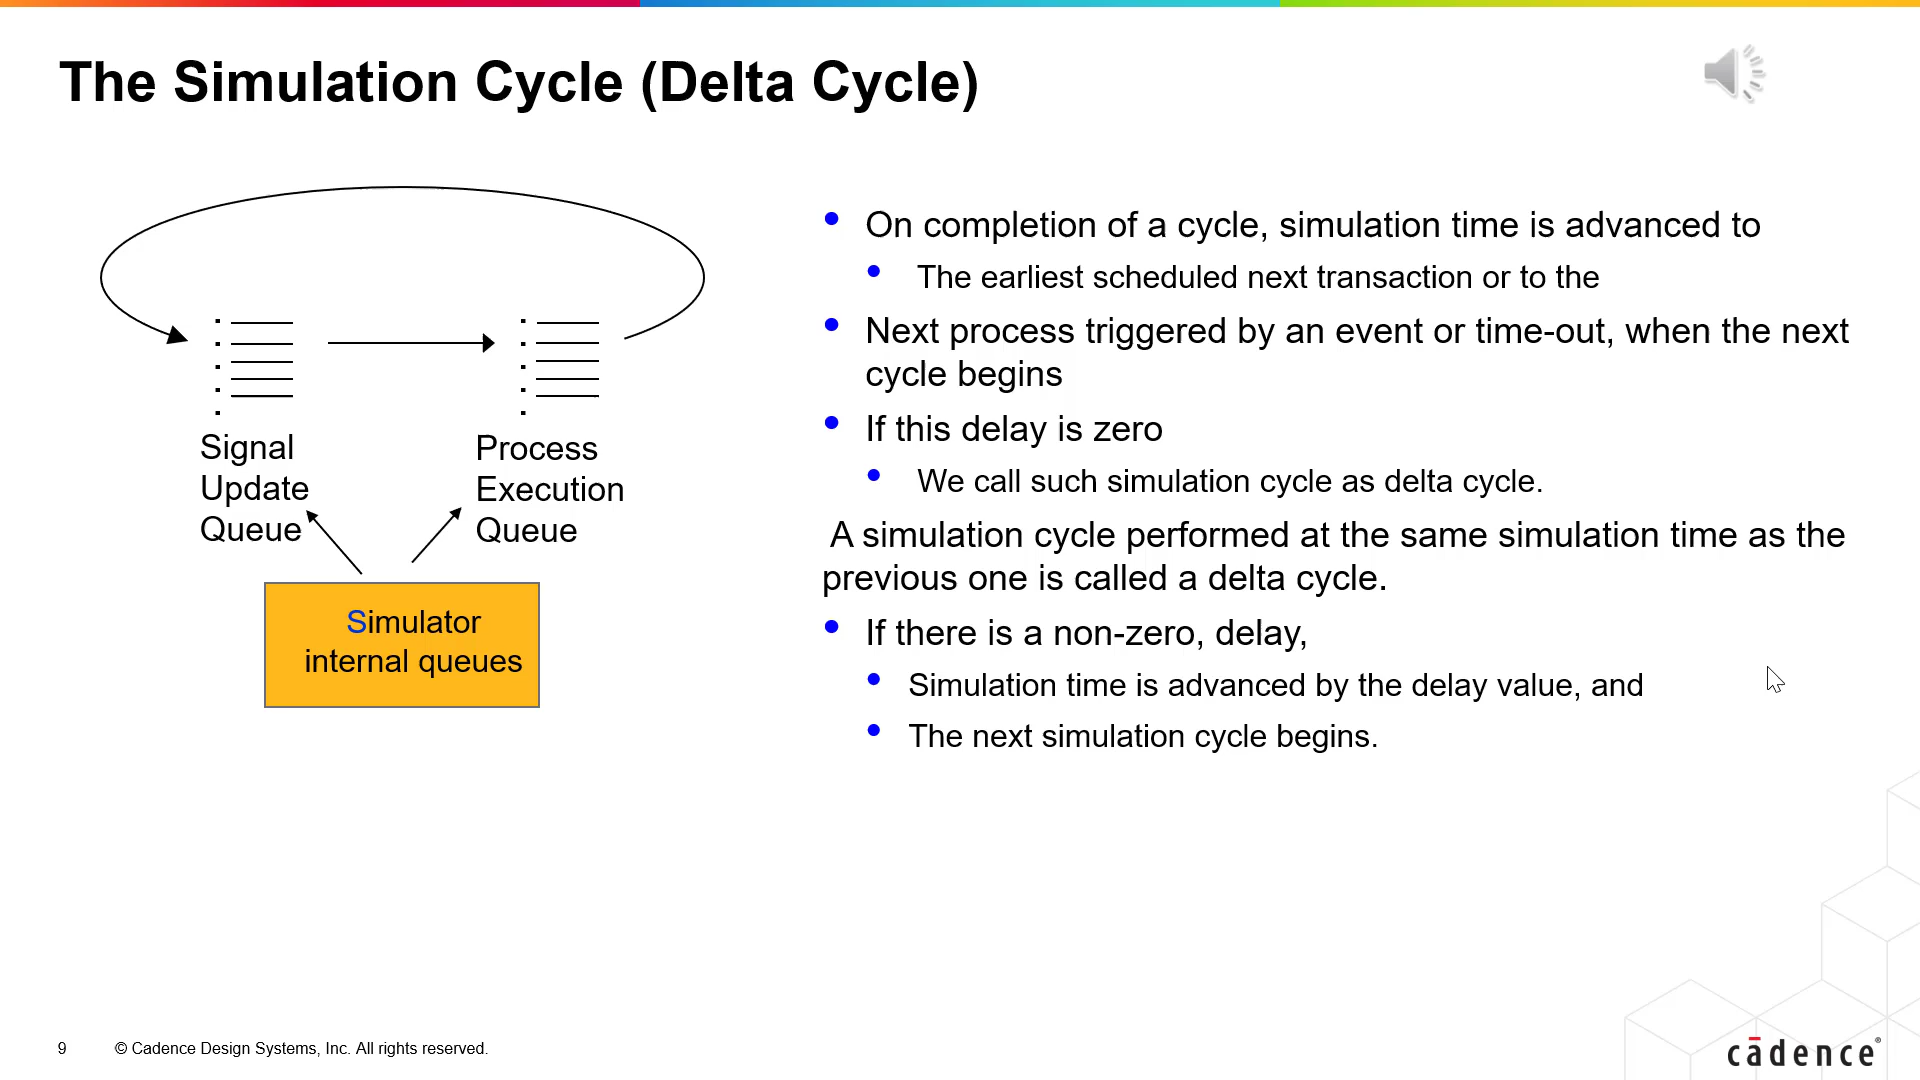 The Simulation Cycle (Delta Cycle)
Signal
Update
Queue
Process
Execution
Queue
Simulator
internal queues
• On completion of a cycle, simulation time is advanced to
• The earliest scheduled next transaction or to the
• Next process triggered by an event or time-out, when the next
cycle begins
• If this delay is zero
• We call such simulation cycle as delta cycle.
A simulation cycle performed at the same simulation time as the
previous one is called a delta cycle.
• If there is a non-zero, delay,
• Simulation time is advanced by the delay value, and
• The next simulation cycle begins.
9 © Cadence Design Systems, Inc. All rights reserved.
cādence®